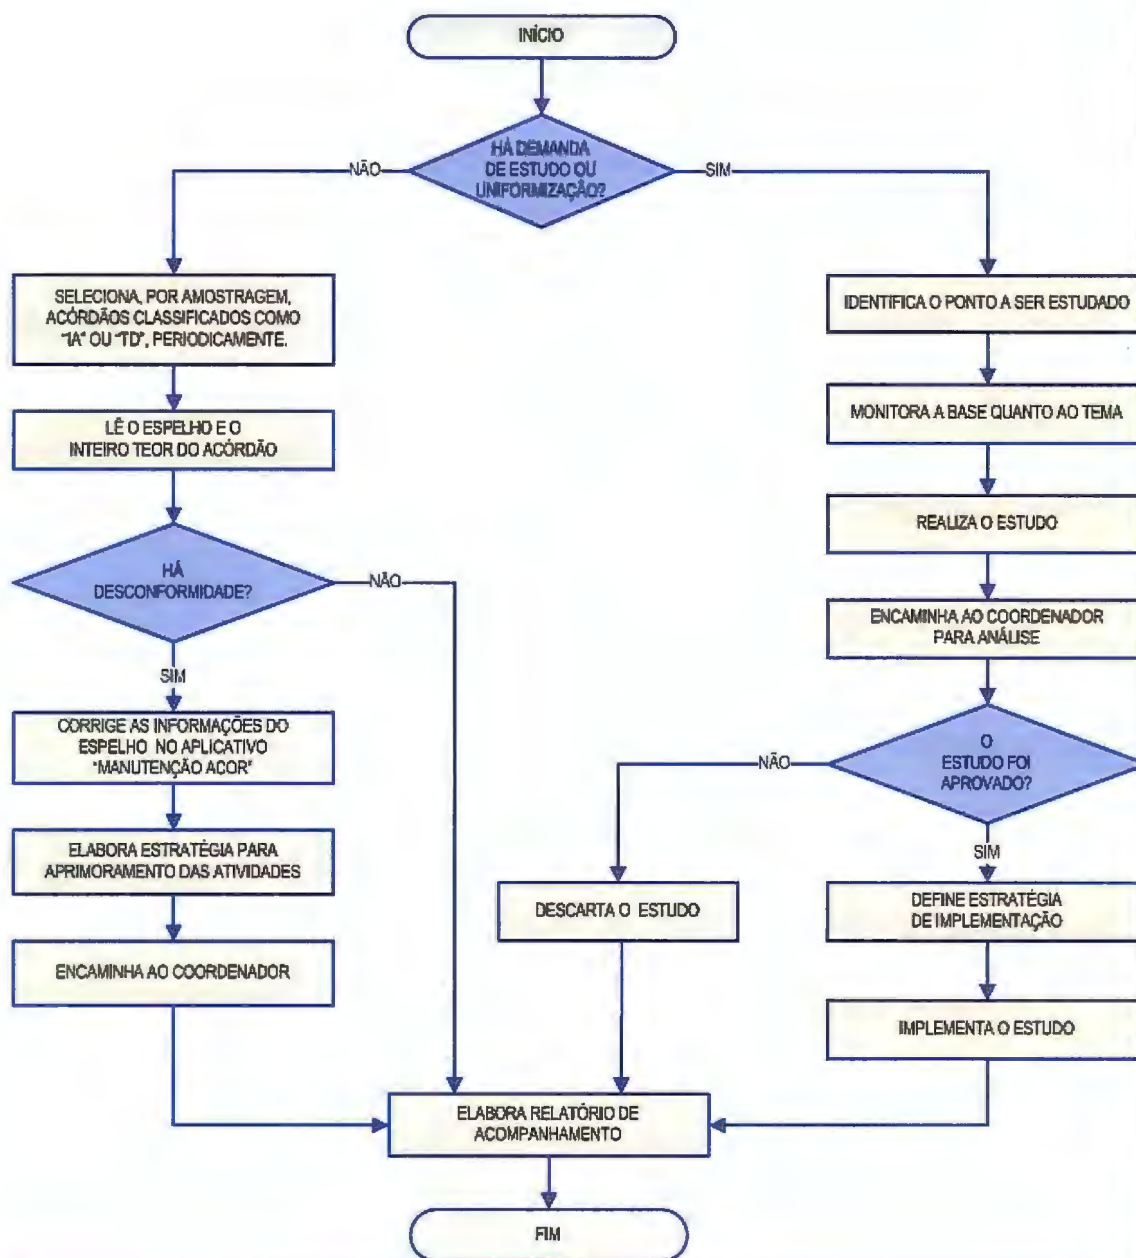 INÍCIO
HÁ DEMANDA
DE ESTUDO OU
UNIFORMIZAÇÃO?
NÃO
SIM
SELECIONA, POR AMOSTRAGEM,
ACÓRDÃOS CLASSIFICADOS COMO
"IA" OU "TD", PERIODICAMENTE.
LÊ O ESPELHO E O
INTEIRO TEOR DO ACÓRDÃO
HÁ
DESCONFORMIDADE?
NÃO
SIM
CORRIGE AS INFORMAÇÕES DO
ESPELHO NO APLICATIVO
"MANUTENÇÃO ACOR"
ELABORA ESTRATÉGIA PARA
APRIMORAMENTO DAS ATIVIDADES
ENCAMINHA AO COORDENADOR
IDENTIFICA O PONTO A SER ESTUDADO
MONITORA A BASE QUANTO AO TEMA
REALIZA O ESTUDO
ENCAMINHA AO COORDENADOR
PARA ANÁLISE
O
ESTUDO FOI
APROVADO?
NÃO
SIM
DESCARTA O ESTUDO
DEFINE ESTRATÉGIA
DE IMPLEMENTAÇÃO
IMPLEMENTA O ESTUDO
ELABORA RELATÓRIO DE
ACOMPANHAMENTO
FIM